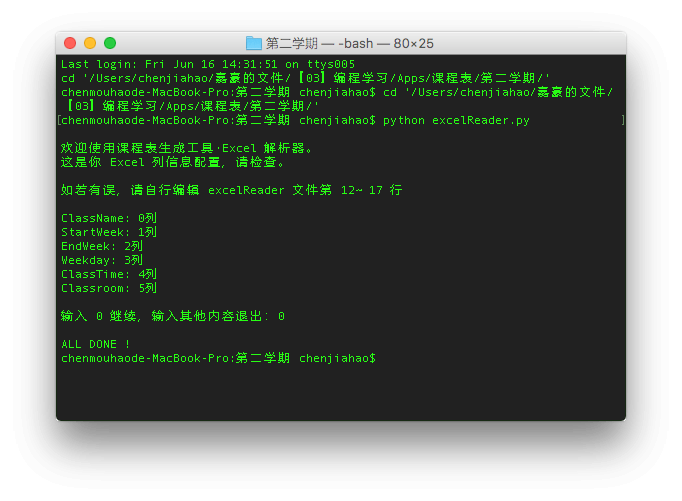 第二学期 — -bash — 80×25
Last login: Fri Jun 16 14:31:51 on ttys005
cd '/Users/chenjiahao/嘉豪的文件/【03】编程学习/Apps/课程表/第二学期/'
chenmouhaode-MacBook-Pro:第二学期 chenjiahao$ cd '/Users/chenjiahao/嘉豪的文件/
【03】编程学习/Apps/课程表/第二学期/'
[chenmouhaode-MacBook-Pro:第二学期 chenjiahao$ python excelReader.py ]
欢迎使用课程表生成工具·Excel 解析器。
这是你 Excel 列信息配置, 请检查。
如若有误, 请自行编辑 excelReader 文件第 12~ 17 行
ClassName: 0列
StartWeek: 1列
EndWeek: 2列
Weekday: 3列
ClassTime: 4列
Classroom: 5列
输入 0 继续, 输入其他内容退出: 0
ALL DONE !
chenmouhaode-MacBook-Pro:第二学期 chenjiahao$